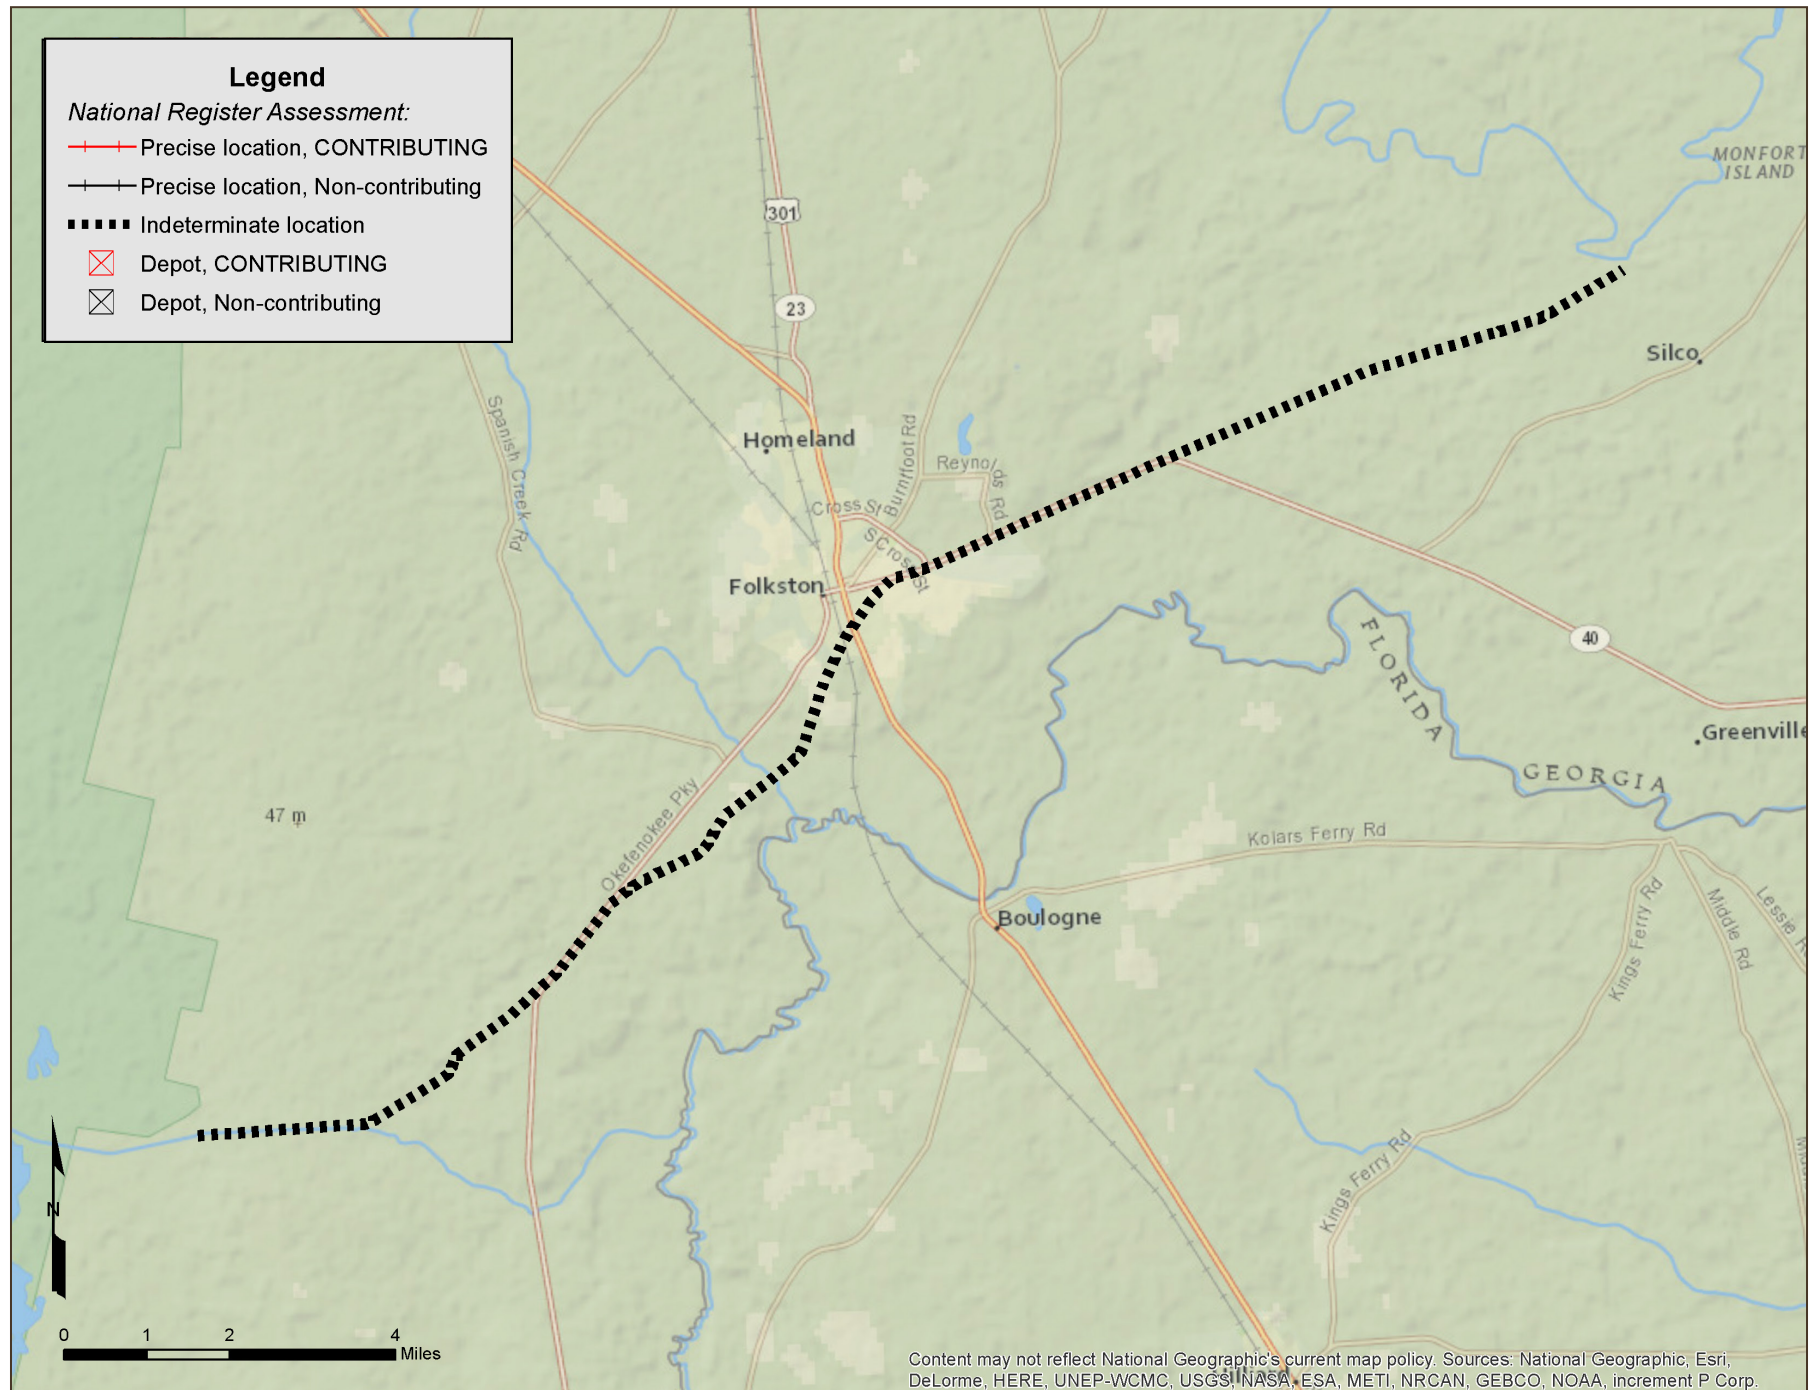 Legend
National Register Assessment:
Precise location, CONTRIBUTING
Precise location, Non-contributing
Indeterminate location
Depot, CONTRIBUTING
Depot, Non-contributing
MONFORT
ISLAND
301
23
Silco
Spanish Creek Rd
Homeland
Burntfoot Rd
Reynolds Rd
Cross St
S Cross St
Folkston
40
FLORIDA
GEORGIA
Greenville
47 m
Okefenokee Pky
Kolars Ferry Rd
Boulogne
Kings Ferry Rd
Middle Rd
Lessie R
Kings Ferry Rd
N
0 1 2 4
Miles
Hilliard
Content may not reflect National Geographic's current map policy. Sources: National Geographic, Esri,
DeLorme, HERE, UNEP-WCMC, USGS, NASA, ESA, METI, NRCAN, GEBCO, NOAA, increment P Corp.